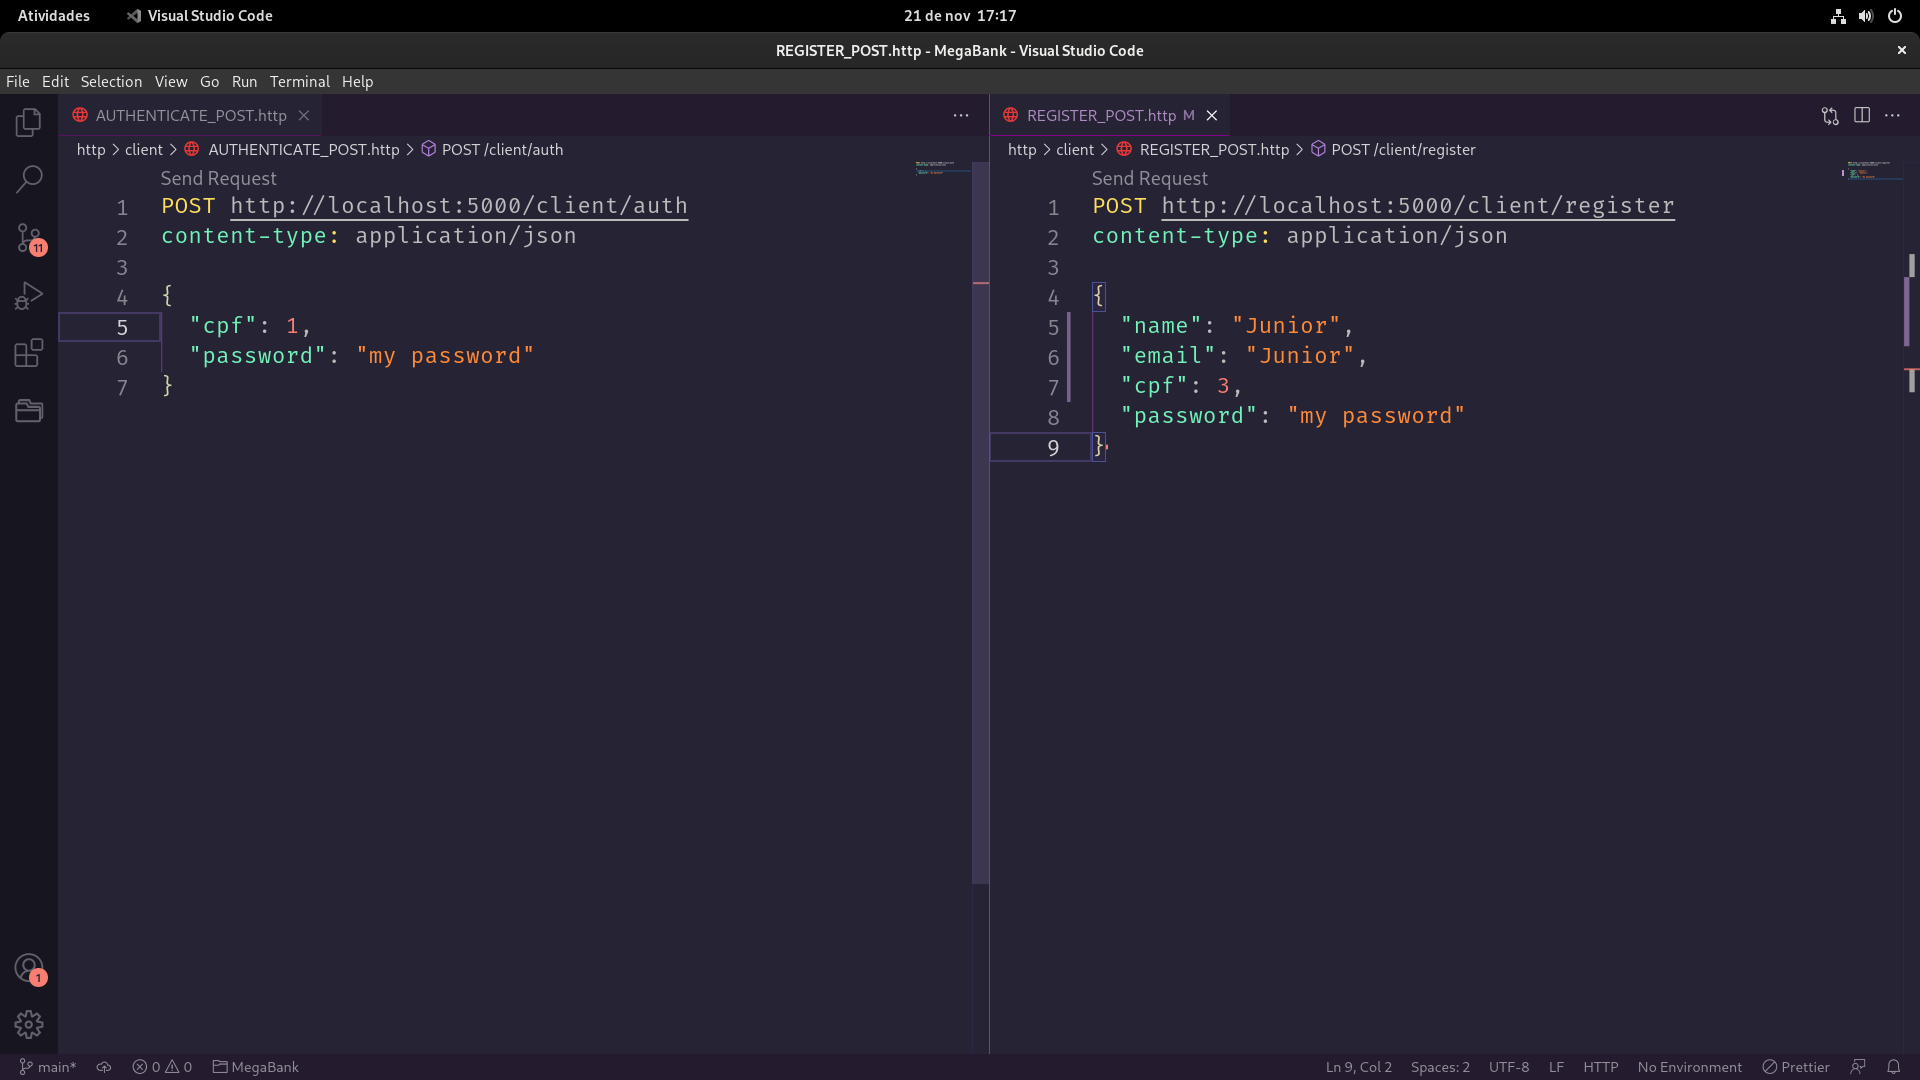 Atividades Visual Studio Code 21 de nov 17:17
REGISTER_POST.http - MegaBank - Visual Studio Code
File Edit Selection View Go Run Terminal Help
AUTHENTICATE_POST.http
http > client > AUTHENTICATE_POST.http > POST /client/auth
Send Request
1 POST http://localhost:5000/client/auth
2 content-type: application/json
3
4 {
5 "cpf": 1,
6 "password": "my password"
7 }
REGISTER_POST.http M
http > client > REGISTER_POST.http > POST /client/register
Send Request
1 POST http://localhost:5000/client/register
2 content-type: application/json
3
4 {
5 "name": "Junior",
6 "email": "Junior",
7 "cpf": 3,
8 "password": "my password"
9 }
11
1
main* 0 0 MegaBank Ln 9, Col 2 Spaces: 2 UTF-8 LF HTTP No Environment Prettier